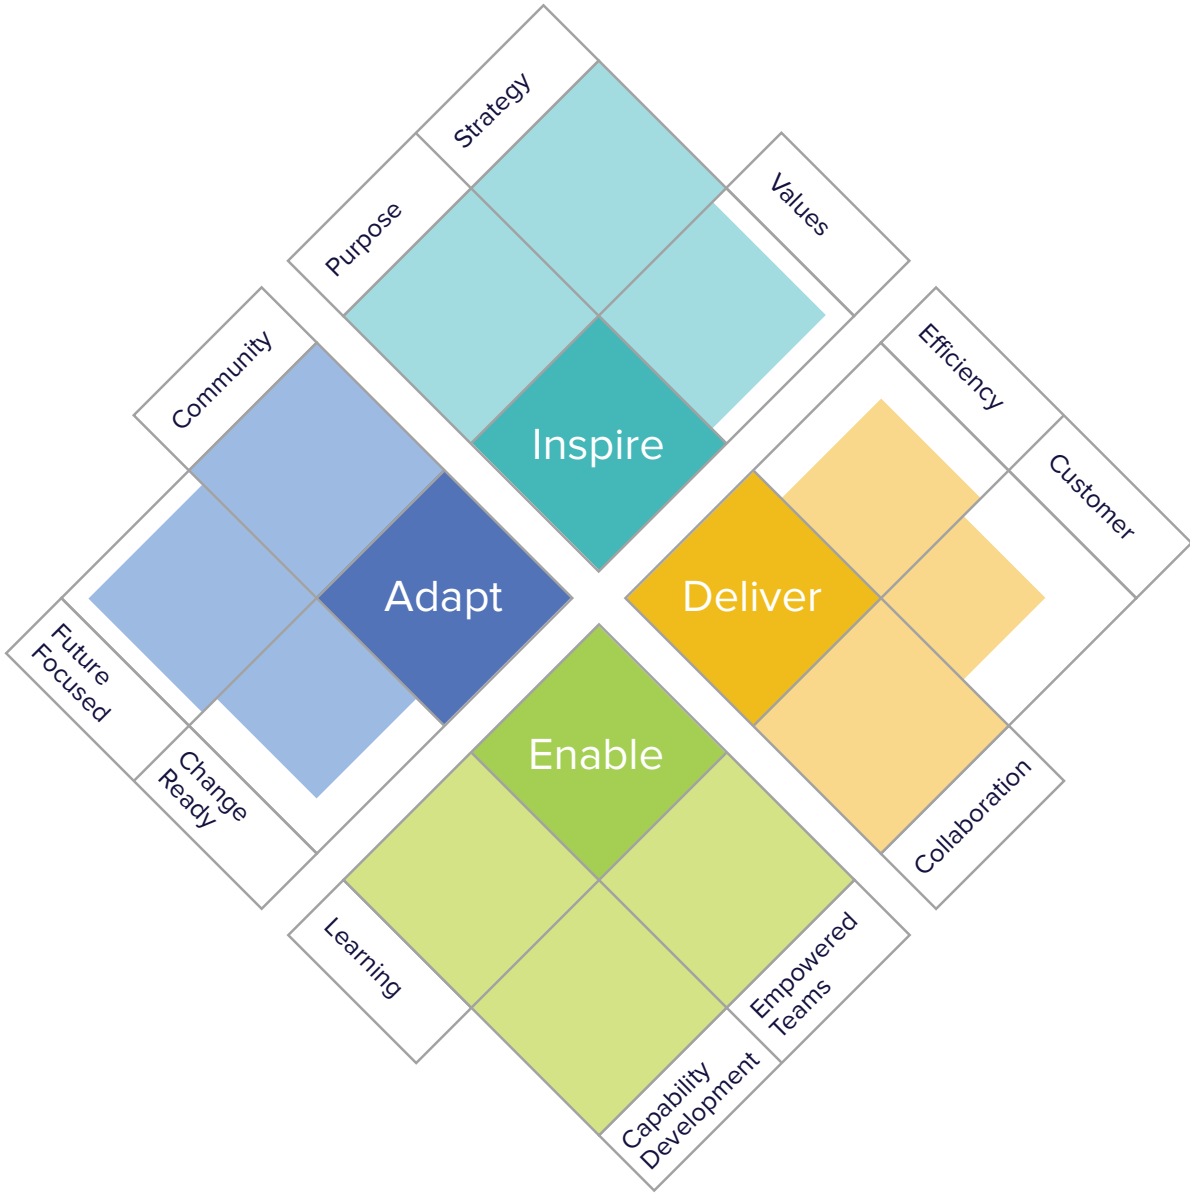 Strategy
Purpose
Values
Community
Efficiency
Customer
Inspire
Adapt
Deliver
Future
Focused
Change
Ready
Enable
Collaboration
Learning
Empowered
Teams
Capability
Development